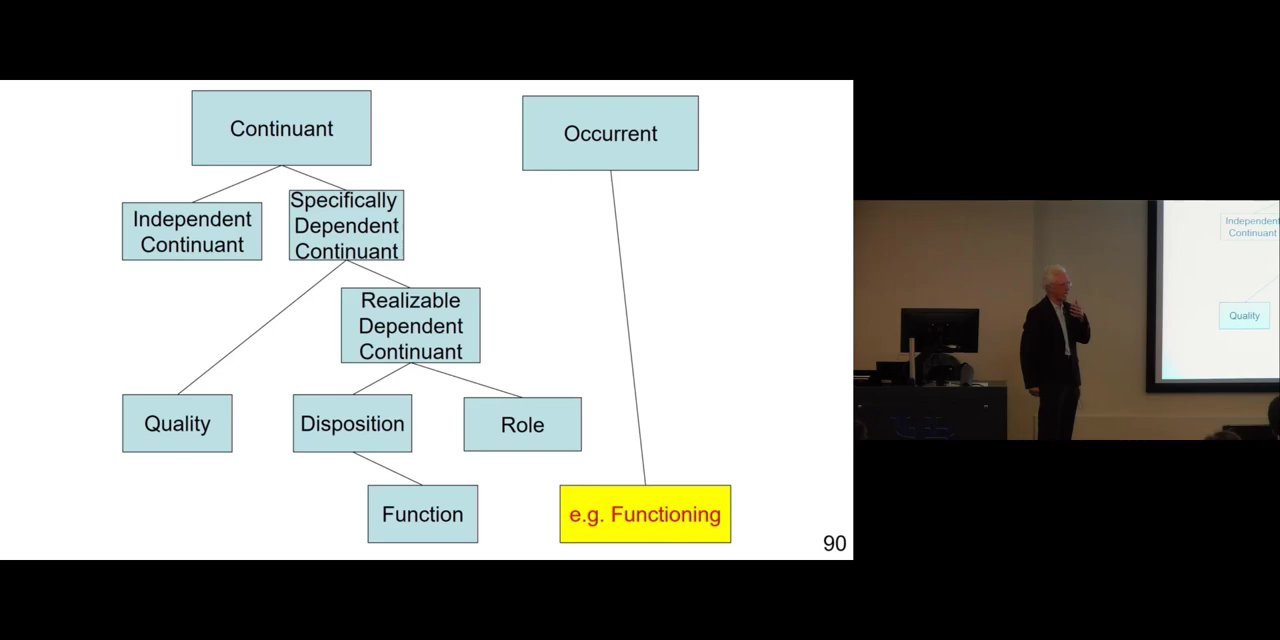 Continuant
Occurrent
Independent
Continuant
Specifically
Dependent
Continuant
Realizable
Dependent
Continuant
Quality
Disposition
Role
Function
e.g. Functioning
90
Independent
Continuant
Quality